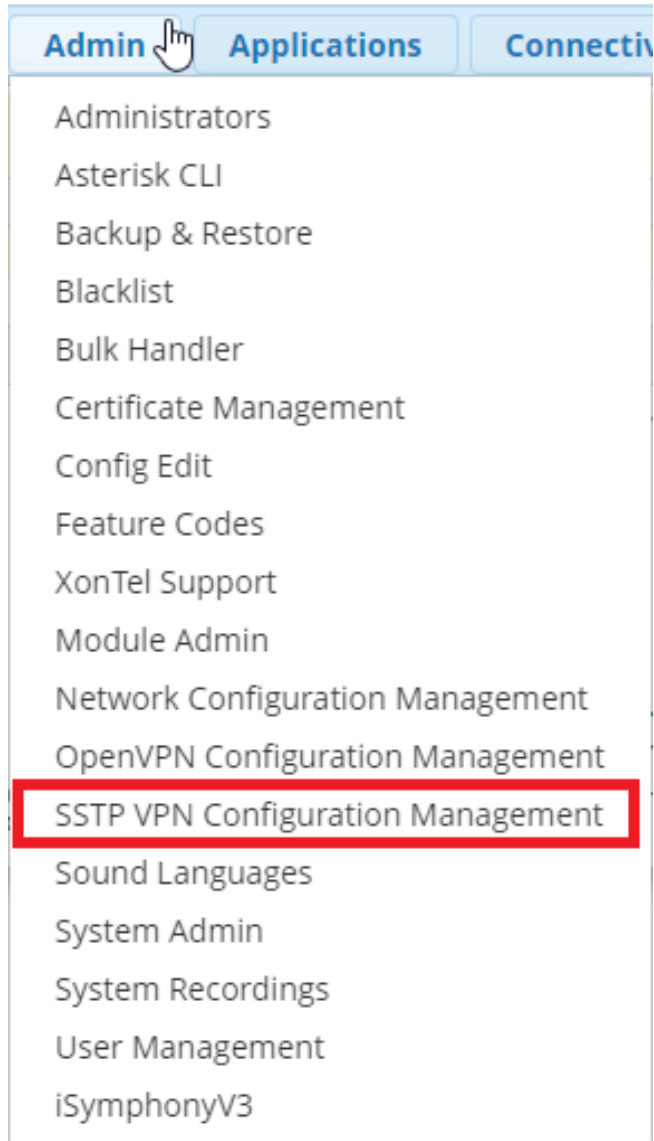 Admin Applications
Administrators
Asterisk CLI
Backup & Restore
Blacklist
Bulk Handler
Certificate Management
Config Edit
Feature Codes
XonTel Support
Module Admin
Network Configuration Management
OpenVPN Configuration Management
SSTP VPN Configuration Management
Sound Languages
System Admin
System Recordings
User Management
iSymphonyV3